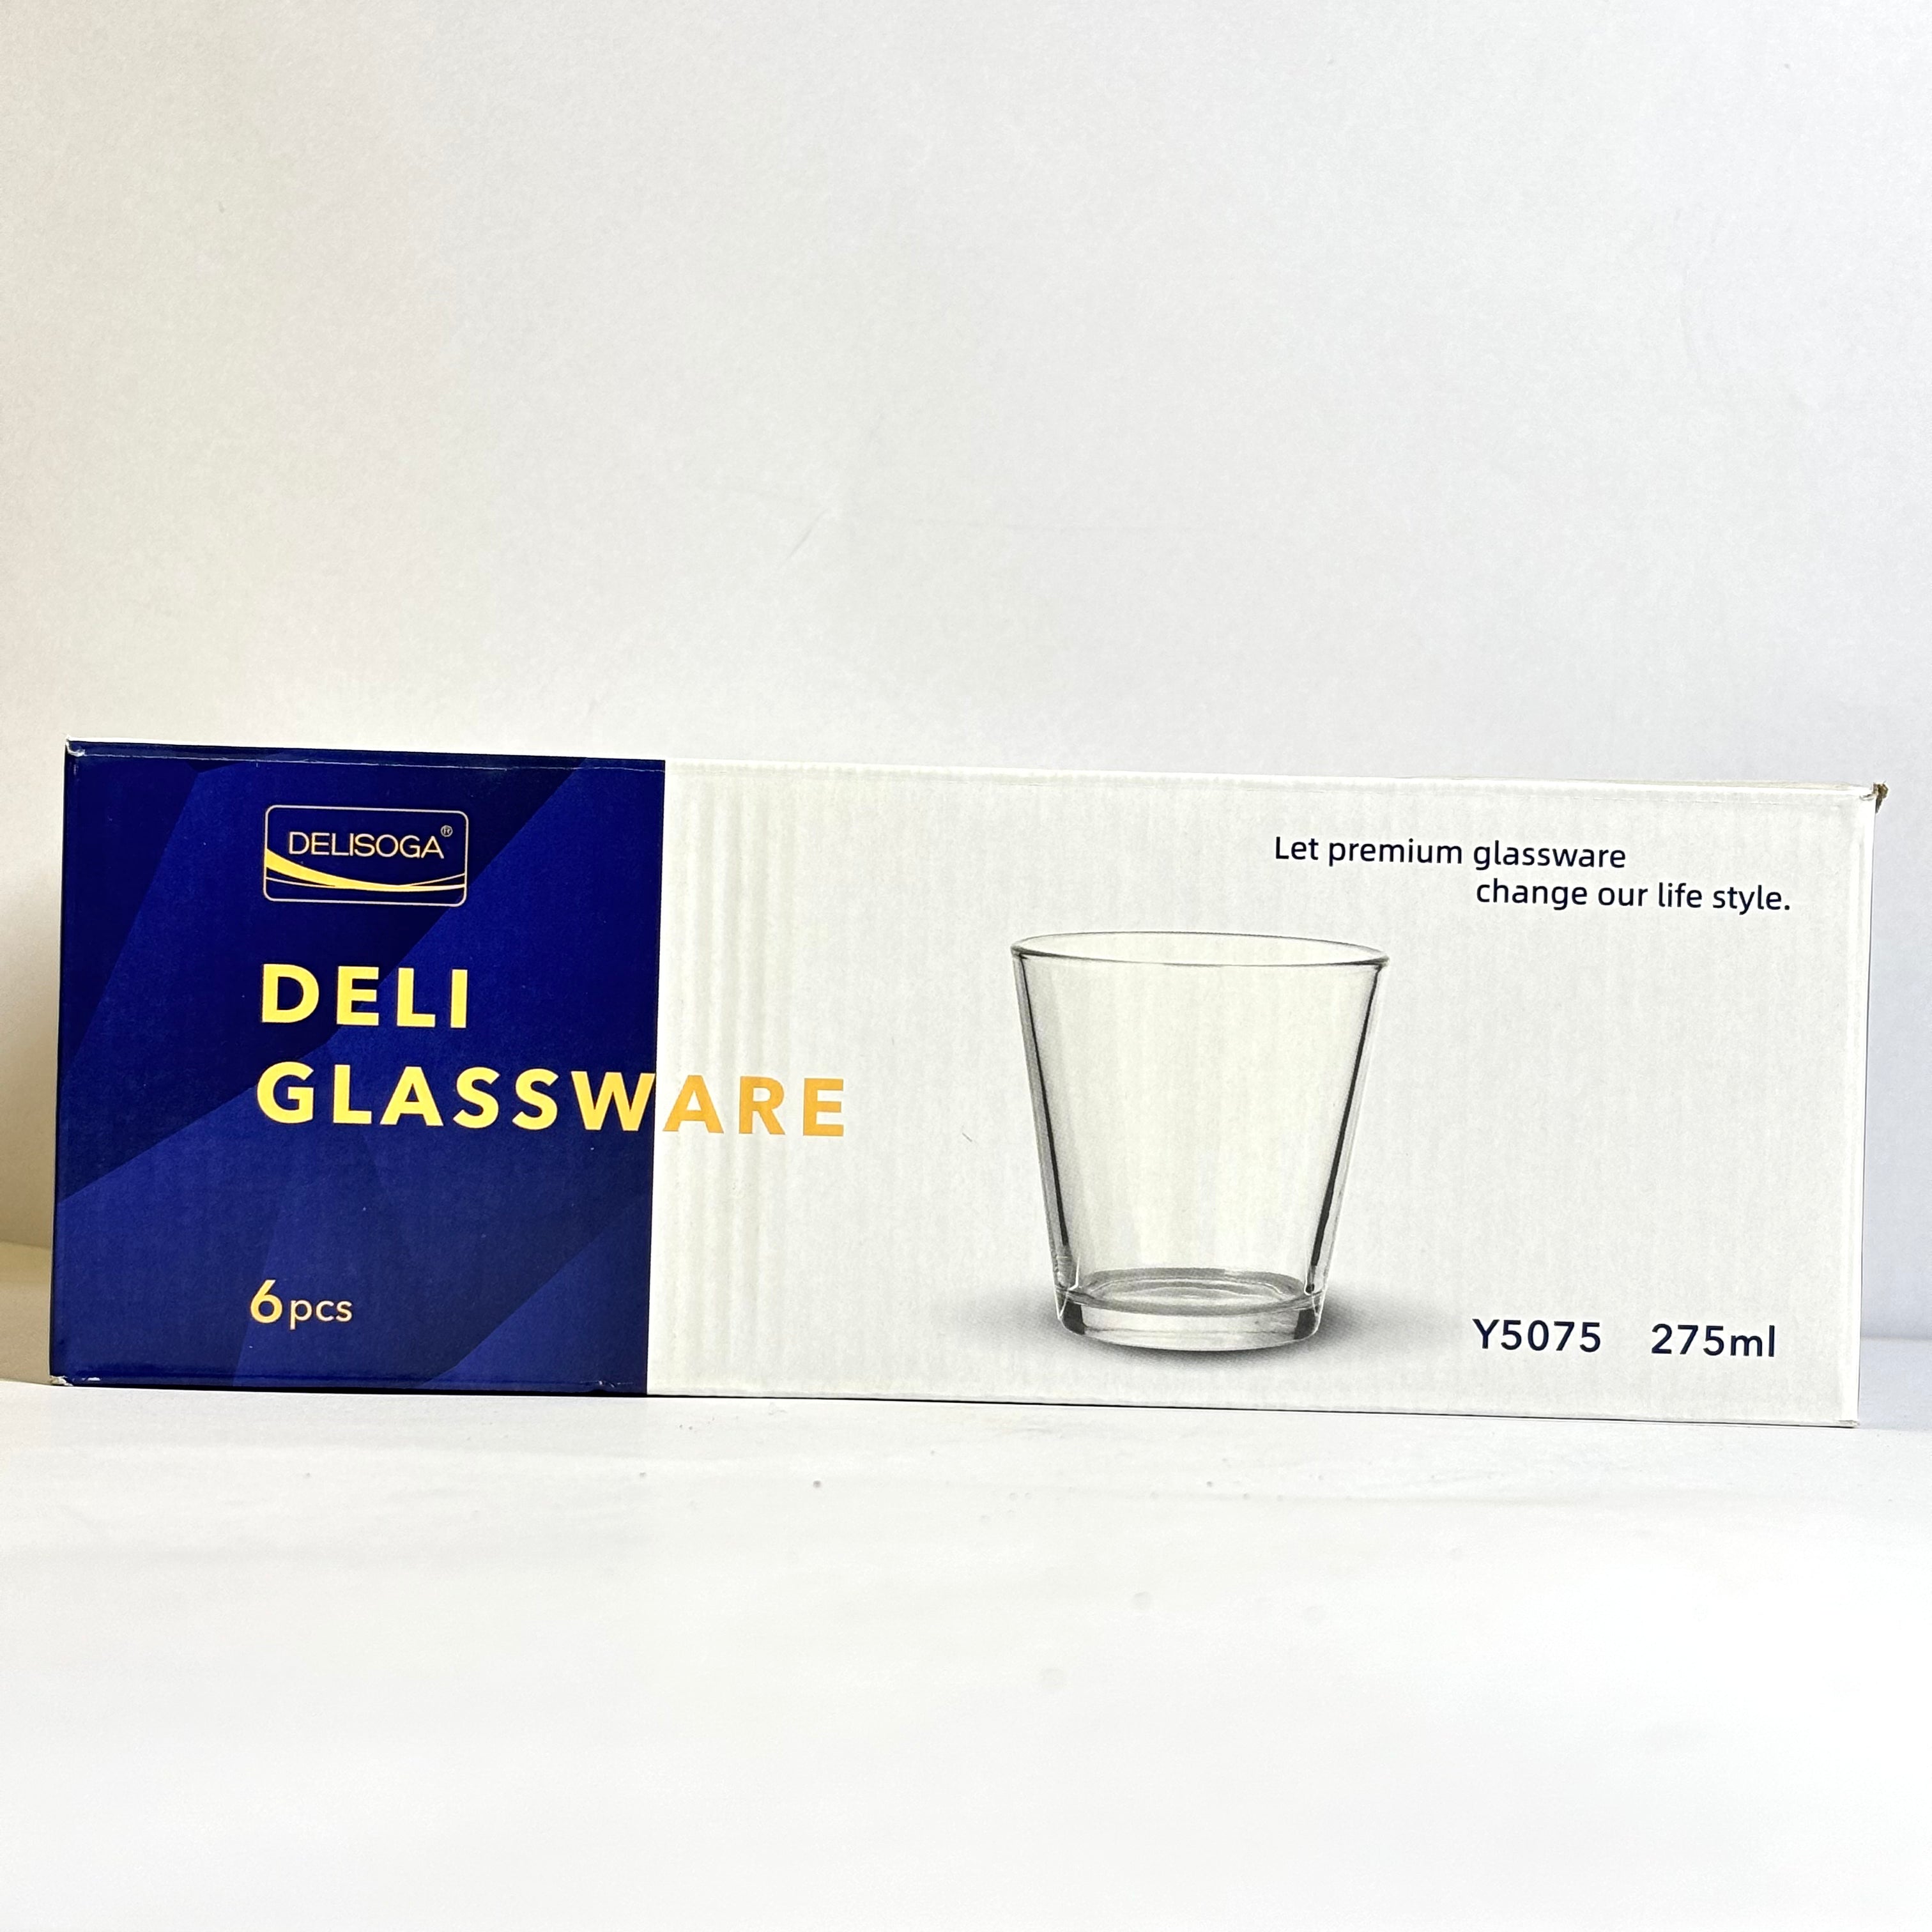 DELISOGA®
DELI
GLASSWARE
6pcs
Let premium glassware
change our life style.
Y5075 275ml